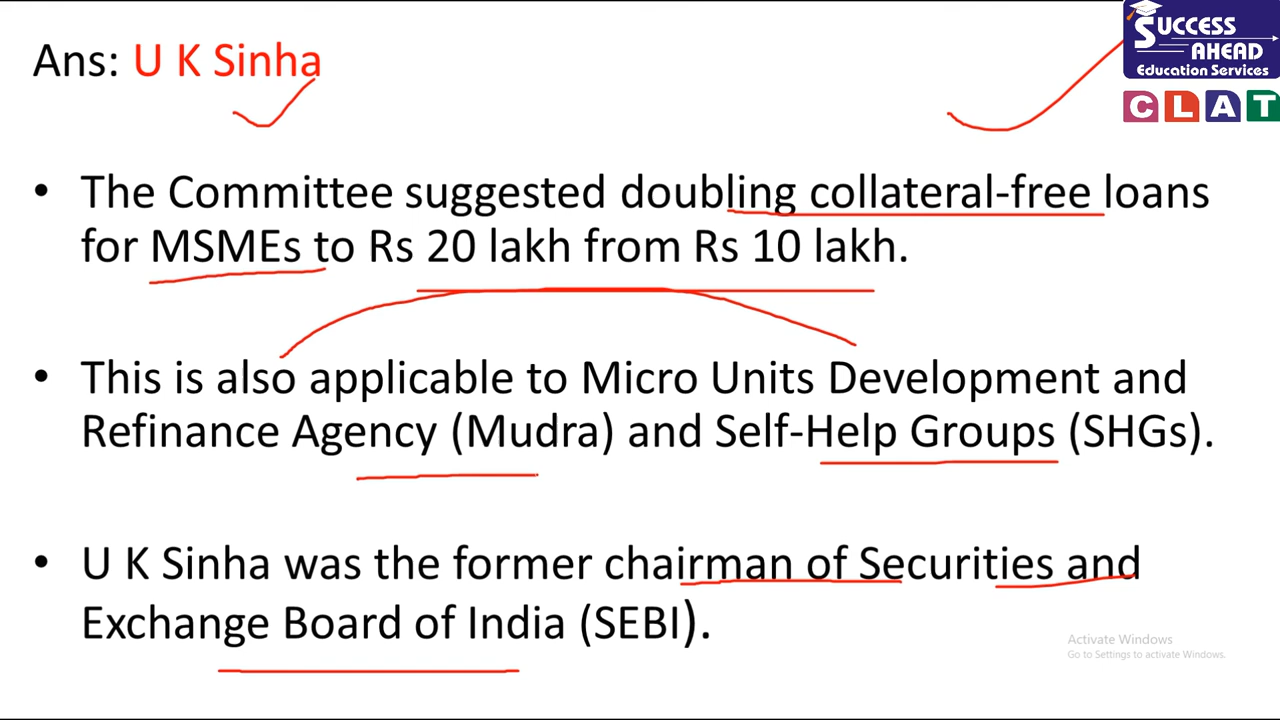 Ans: U K Sinha
SUCCESS
AHEAD
Education Services
CLAT
• The Committee suggested doubling collateral-free loans
for MSMEs to Rs 20 lakh from Rs 10 lakh.
• This is also applicable to Micro Units Development and
Refinance Agency (Mudra) and Self-Help Groups (SHGs).
• U K Sinha was the former chairman of Securities and
Exchange Board of India (SEBI).
Activate Windows
Go to Settings to activate Windows.